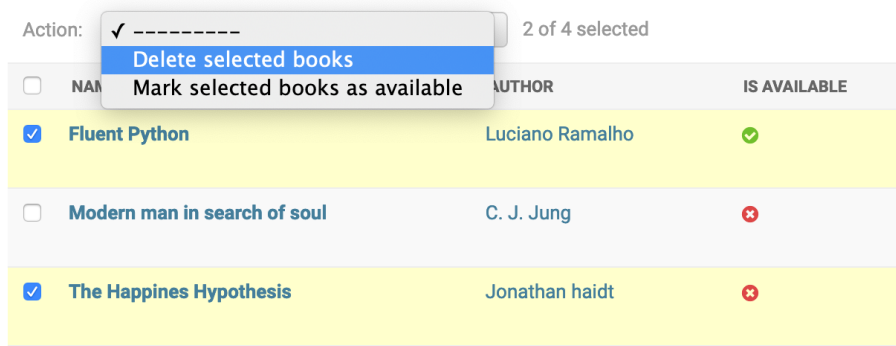 Action:
---------
2 of 4 selected
Delete selected books
Mark selected books as available
AUTHOR
IS AVAILABLE
Fluent Python
Luciano Ramalho
Modern man in search of soul
C. J. Jung
The Happines Hypothesis
Jonathan haidt